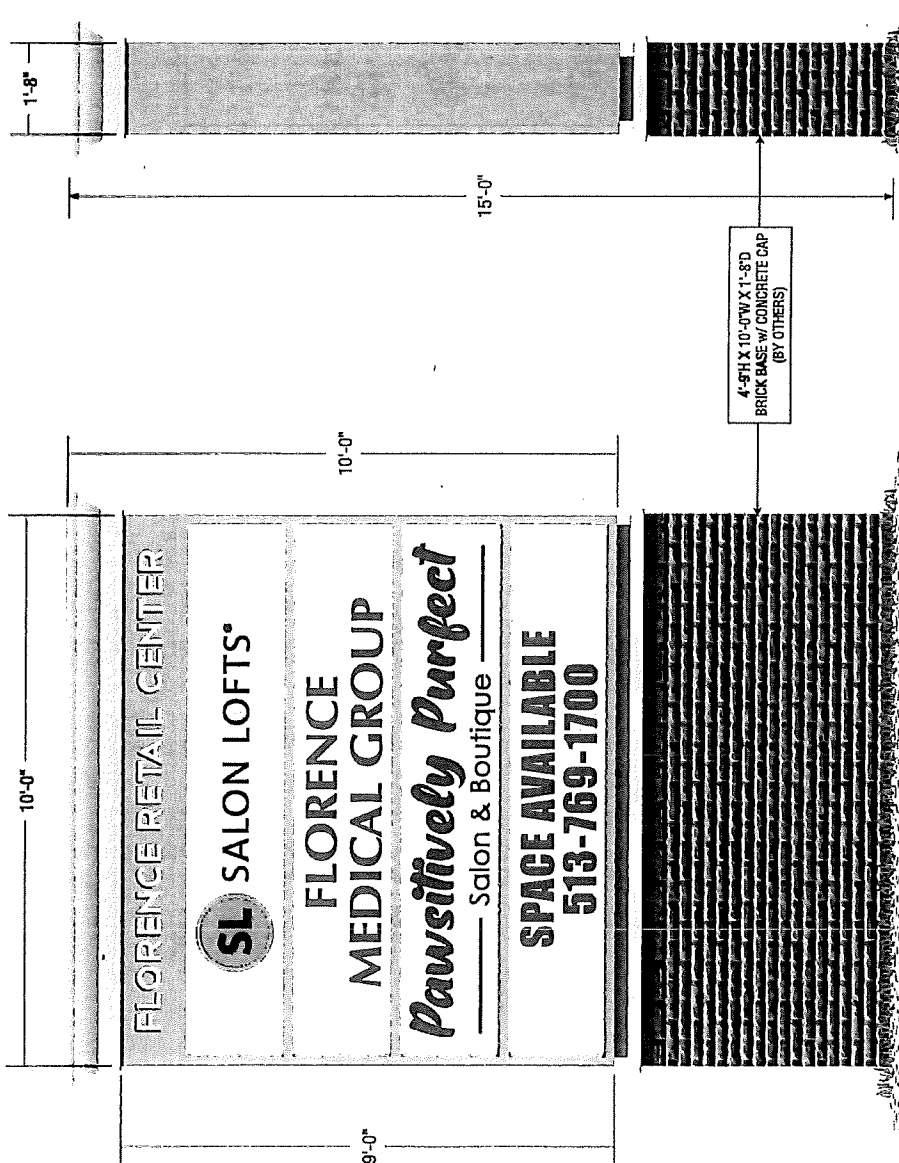 10'-0"
1'-8"
9'-0"
10'-0"
15'-0"
FLORENCE RETAIL CENTER
SL SALON LOFTS®
FLORENCE
MEDICAL GROUP
Pawsitively Purfect
Salon & Boutique
SPACE AVAILABLE
513-769-1700
4'-9"H X 10'-0"W X 1'-8"D
BRICK BASE w/ CONCRETE CAP
(BY OTHERS)